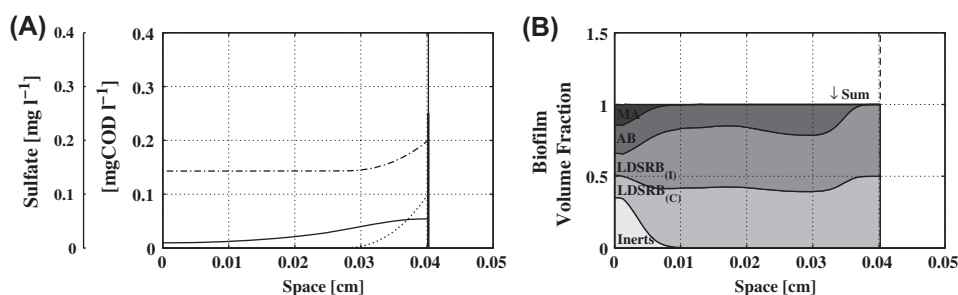 (A)
Sulfate [mg l⁻¹]
0.4
0.3
0.2
0.1
0
[mgCOD l⁻¹]
0.4
0.3
0.2
0.1
0
0 0.01 0.02 0.03 0.04 0.05
Space [cm]
(B)
Biofilm
Volume Fraction
1.5
1
0.5
0
↓ Sum
MA
AB
LDSRB(I)
LDSRB(C)
Inerts
0 0.01 0.02 0.03 0.04 0.05
Space [cm]